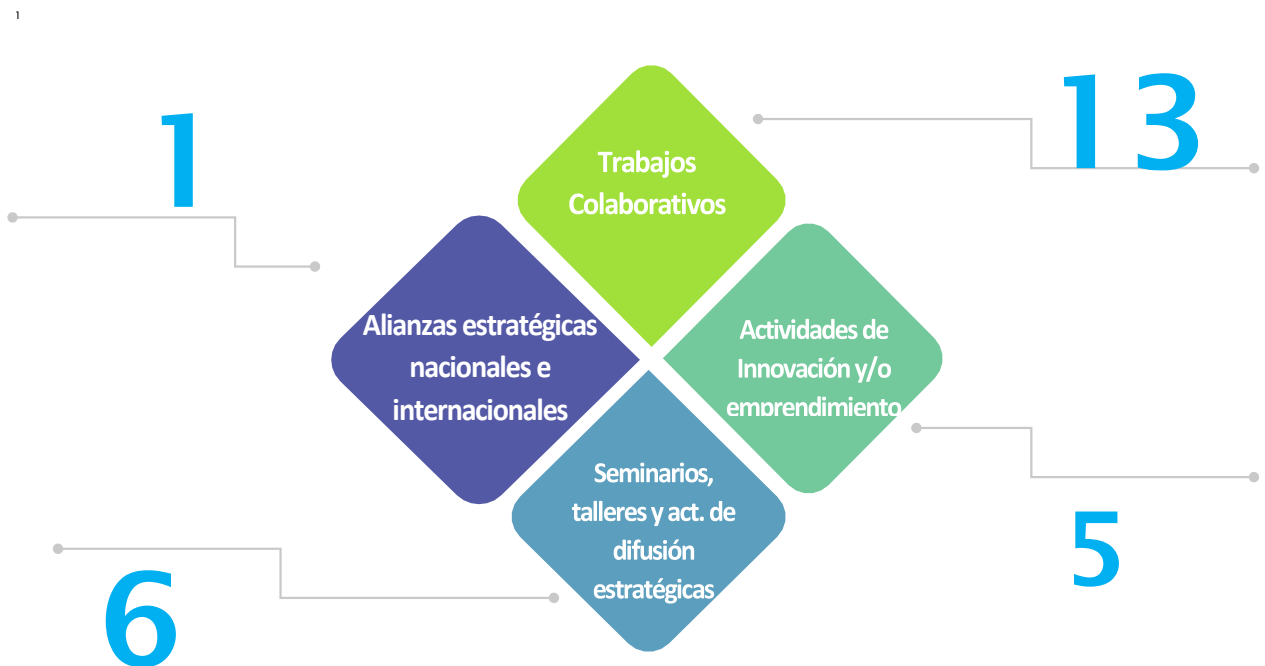 1
13
1
Trabajos
Colaborativos
Alianzas estratégicas
nacionales e
internacionales
Actividades de
Innovación y/o
emprendimiento
Seminarios,
talleres y act. de
difusión
estratégicas
5
6